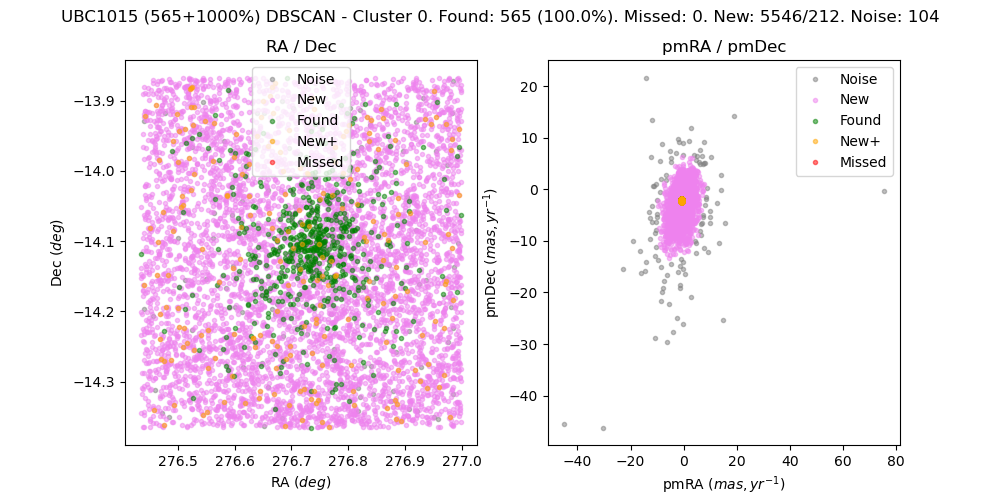 UBC1015 (565+1000%) DBSCAN - Cluster 0. Found: 565 (100.0%). Missed: 0. New: 5546/212. Noise: 104
RA / Dec
Dec (deg)
−13.9
−14.0
−14.1
−14.2
−14.3
Noise
New
Found
New+
Missed
276.5 276.6 276.7 276.8 276.9 277.0
RA (deg)
pmRA / pmDec
pmDec (mas, yr⁻¹)
20
10
0
−10
−20
−30
−40
Noise
New
Found
New+
Missed
−40 −20 0 20 40 60 80
pmRA (mas, yr⁻¹)